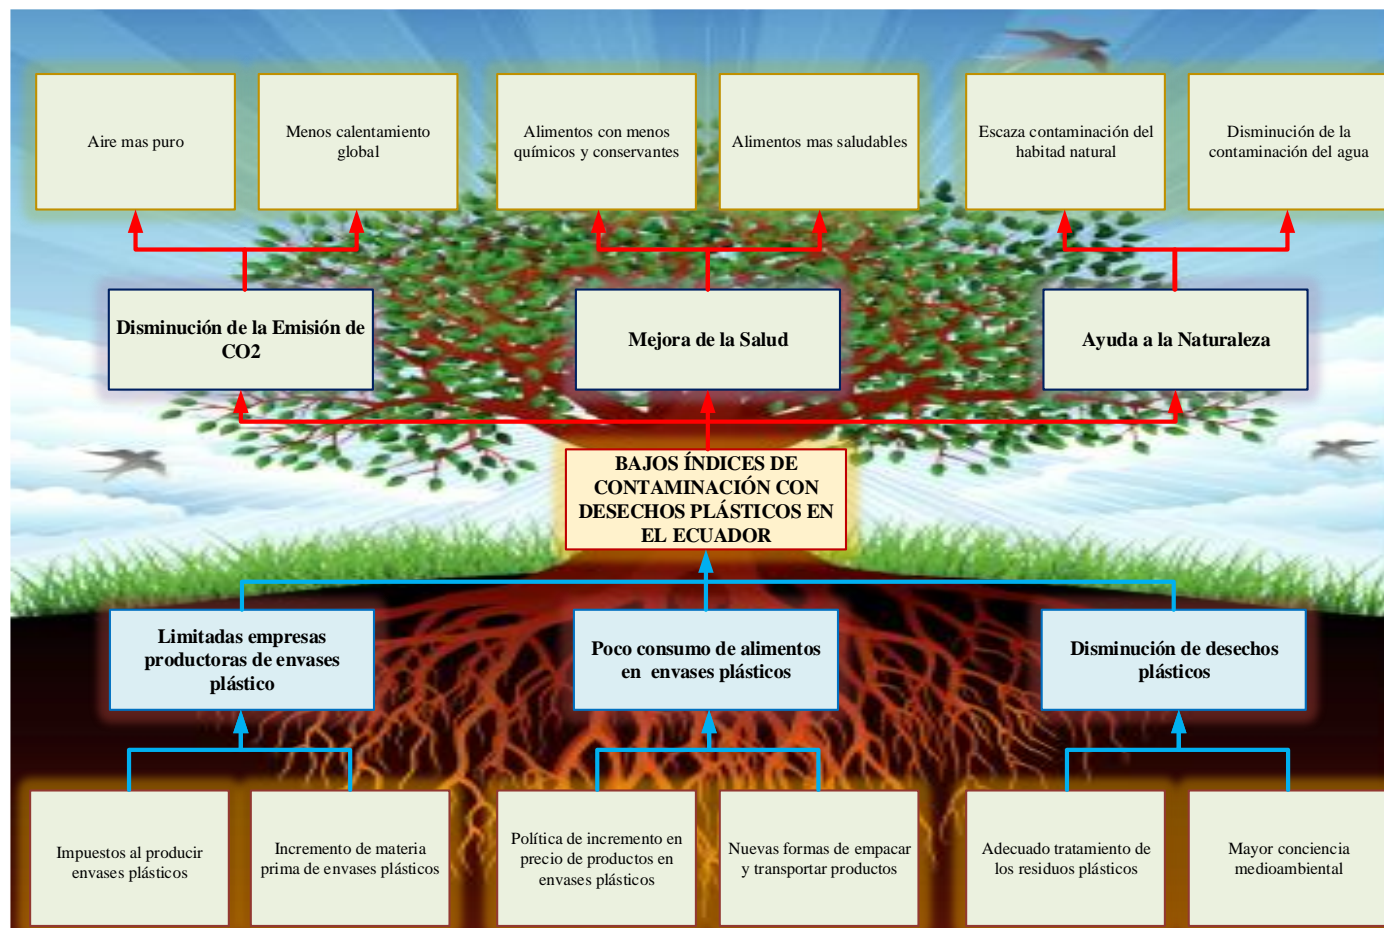 Aire mas puro
Menos calentamiento
global
Alimentos con menos
químicos y conservantes
Alimentos mas saludables
Escaza contaminación del
habitad natural
Disminución de la
contaminación del agua
Disminución de la Emisión de
CO2
Mejora de la Salud
Ayuda a la Naturaleza
BAJOS ÍNDICES DE
CONTAMINACIÓN CON
DESECHOS PLÁSTICOS EN
EL ECUADOR
Limitadas empresas
productoras de envases
plástico
Poco consumo de alimentos
en envases plásticos
Disminución de desechos
plásticos
Impuestos al producir
envases plásticos
Incremento de materia
prima de envases plásticos
Política de incremento en
precio de productos en
envases plásticos
Nuevas formas de empacar
y transportar productos
Adecuado tratamiento de
los residuos plásticos
Mayor conciencia
medioambiental